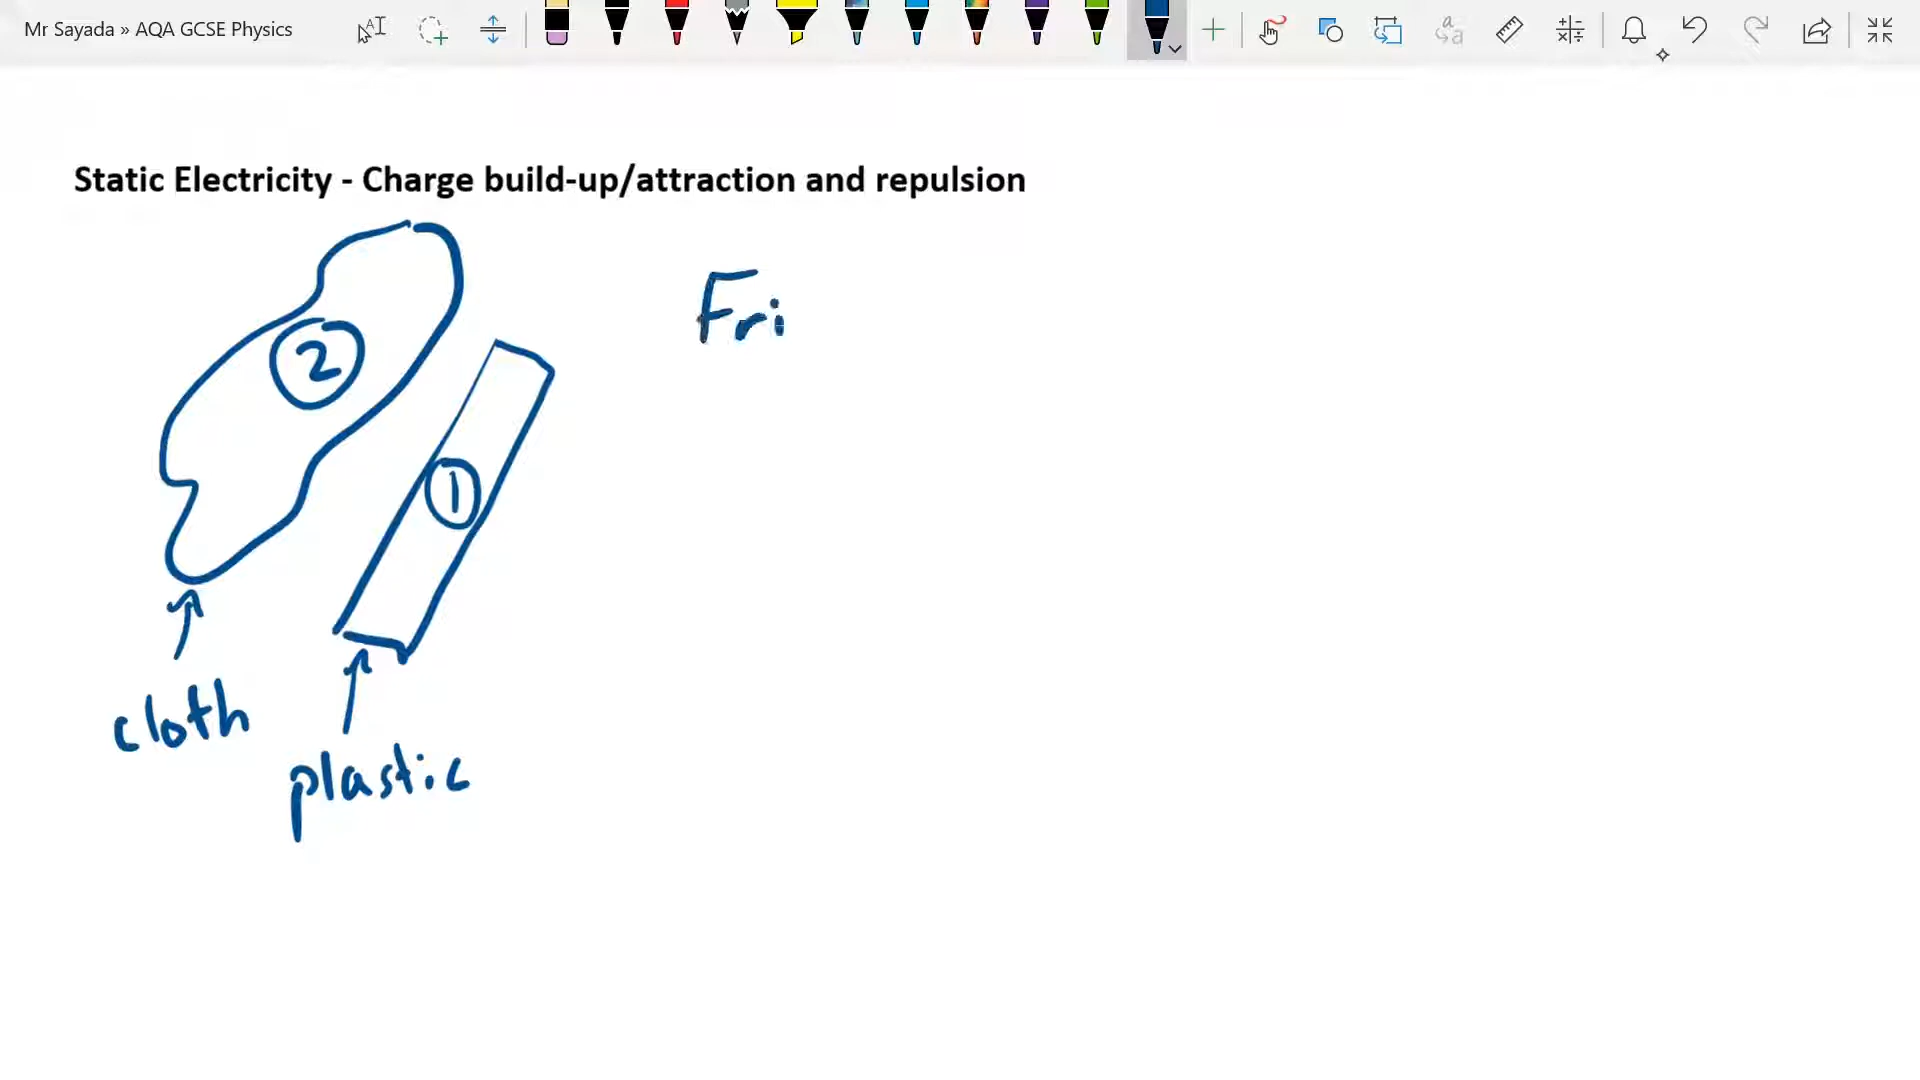 Mr Sayada » AQA GCSE Physics
Static Electricity - Charge build-up/attraction and repulsion
Fri
2
1
cloth
plastic